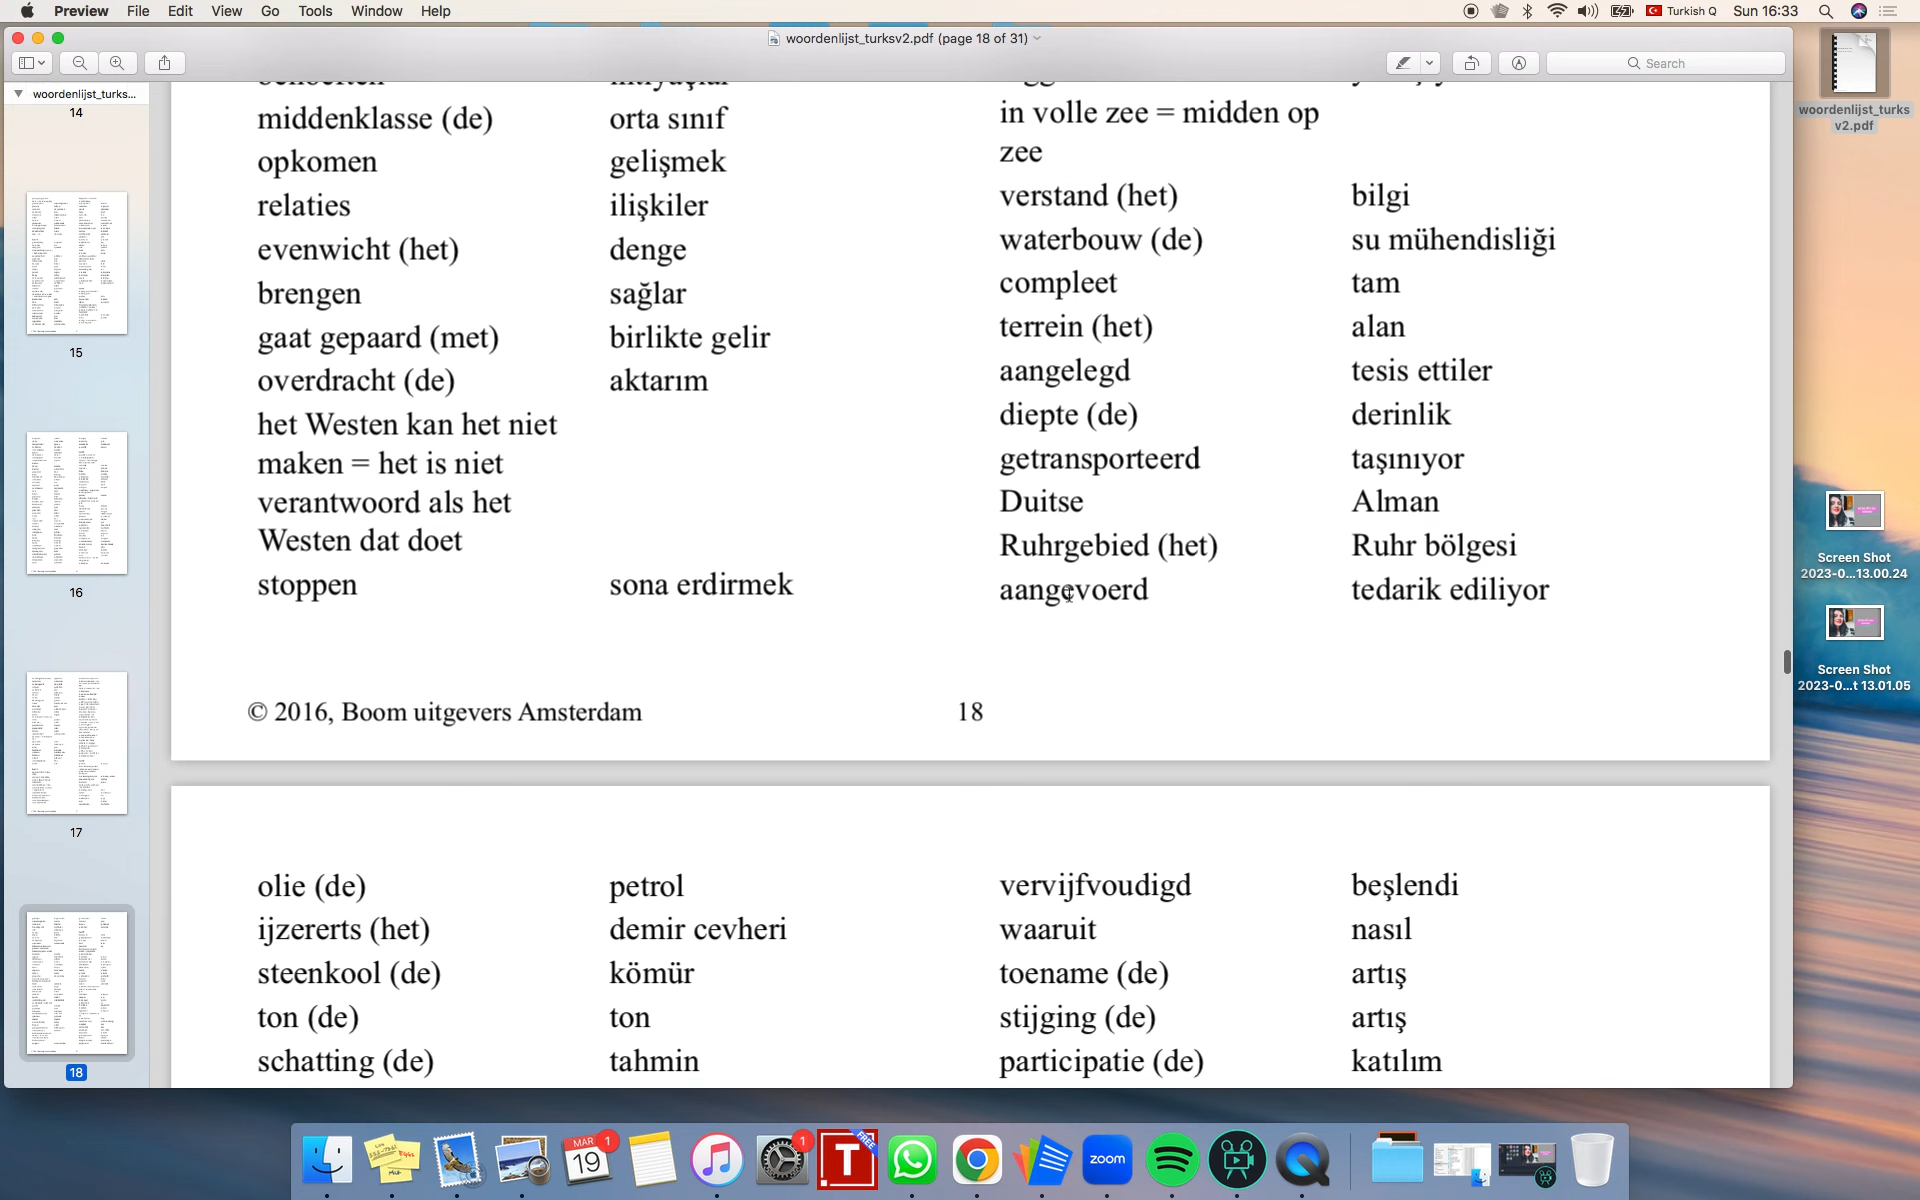 Preview File Edit View Go Tools Window Help
Turkish Q Sun 16:33
woordenlijst_turksv2.pdf (page 18 of 31)
Search
woordenlijst_turks...
14
15
16
17
18
middenklasse (de) orta sınıf
opkomen gelişmek
relaties ilişkiler
evenwicht (het) denge
brengen sağlar
gaat gepaard (met) birlikte gelir
overdracht (de) aktarım
het Westen kan het niet
maken = het is niet
verantwoord als het
Westen dat doet
stoppen sona erdirmek
in volle zee = midden op
zee
verstand (het) bilgi
waterbouw (de) su mühendisliği
compleet tam
terrein (het) alan
aangelegd tesis ettiler
diepte (de) derinlik
getransporteerd taşınıyor
Duitse Alman
Ruhrgebied (het) Ruhr bölgesi
aangevoerd tedarik ediliyor
© 2016, Boom uitgevers Amsterdam 18
olie (de) petrol
ijzererts (het) demir cevheri
steenkool (de) kömür
ton (de) ton
schatting (de) tahmin
vervijfvoudigd beşlendi
waaruit nasıl
toename (de) artış
stijging (de) artış
participatie (de) katılım
woordenlijst_turks
v2.pdf
Screen Shot
2023-0...13.00.24
Screen Shot
2023-0...t 13.01.05
MAR
19
1
1
T
FREE
zoom